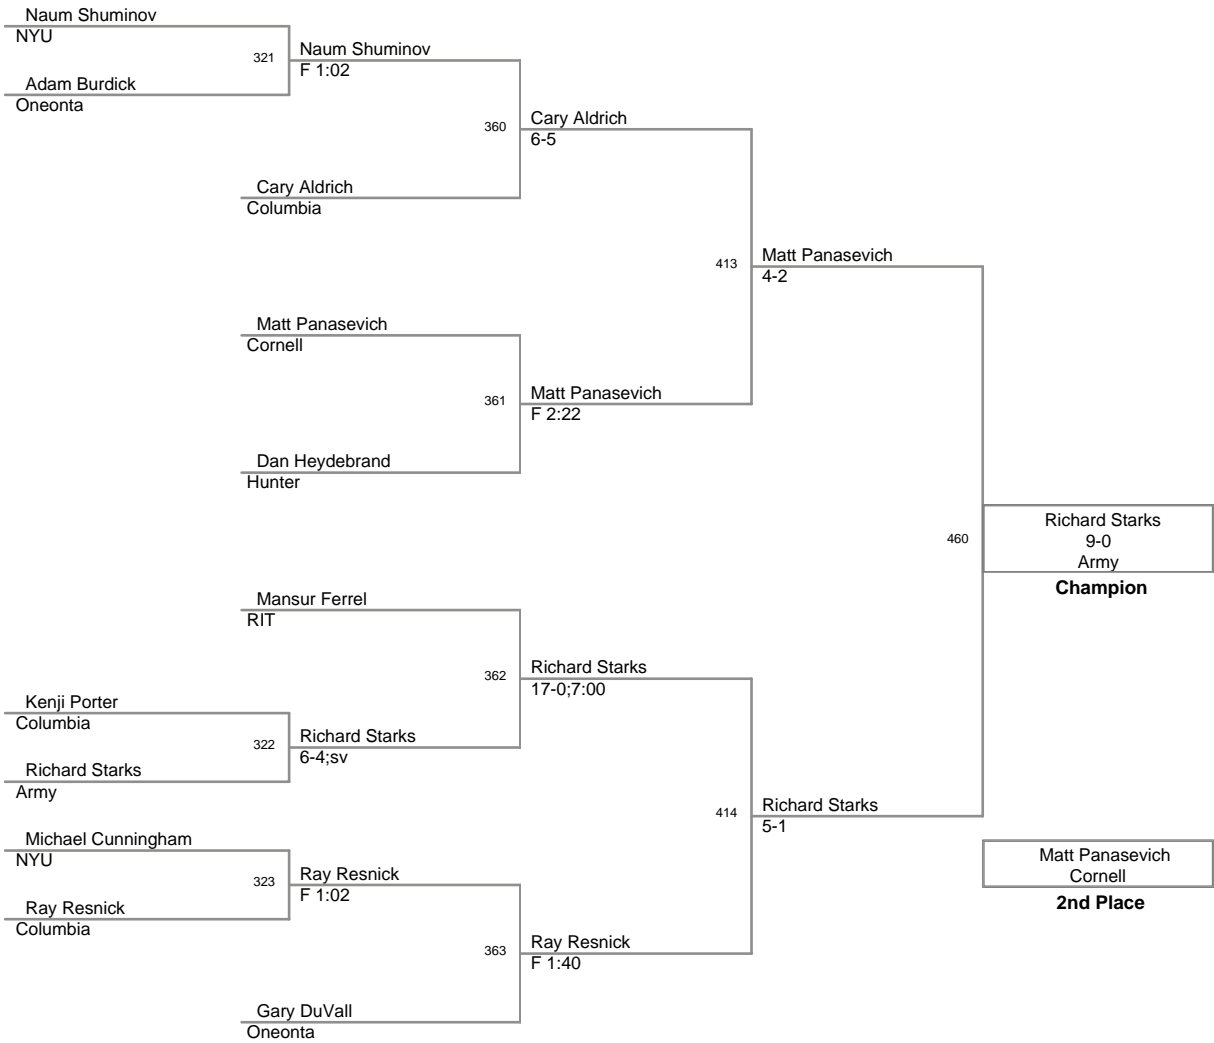 Naum Shuminov
NYU
321
Naum Shuminov
F 1:02
Adam Burdick
Oneonta
360
Cary Aldrich
6-5
Cary Aldrich
Columbia
413
Matt Panasevich
4-2
Matt Panasevich
Cornell
361
Matt Panasevich
F 2:22
Dan Heydebrand
Hunter
460
Richard Starks
9-0
Army
Champion
Mansur Ferrel
RIT
362
Richard Starks
17-0;7:00
Kenji Porter
Columbia
322
Richard Starks
6-4;sv
Richard Starks
Army
414
Richard Starks
5-1
Michael Cunningham
NYU
323
Ray Resnick
F 1:02
Ray Resnick
Columbia
363
Ray Resnick
F 1:40
Gary DuVall
Oneonta
Matt Panasevich
Cornell
2nd Place